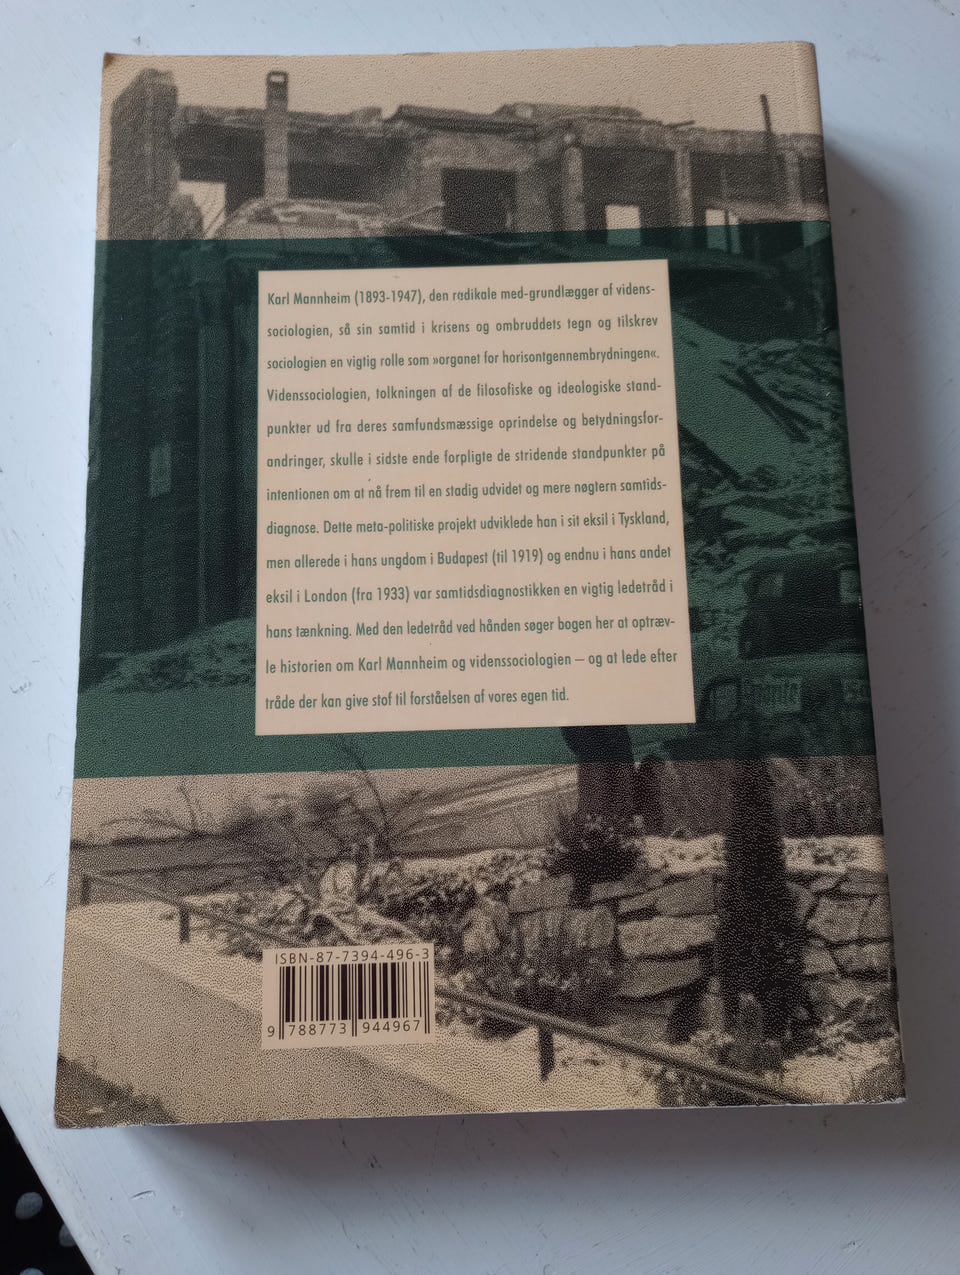 Karl Mannheim (1893-1947), den radikale med-grundlægger af videns-
sociologien, så sin samtid i krisens og ombruddets tegn og tilskrev
sociologien en vigtig rolle som »organet for horisontgennembrydningen«.
Videnssociologien, tolkningen af de filosofiske og ideologiske stand-
punkter ud fra deres samfundsmæssige oprindelse og betydningsfor-
andringer, skulle i sidste ende forpligte de stridende standpunkter på
intentionen om at nå frem til en stadig udvidet og mere nøgtern samtids-
diagnose. Dette meta-politiske projekt udviklede han i sit eksil i Tyskland,
men allerede i hans ungdom i Budapest (til 1919) og endnu i hans andet
eksil i London (fra 1933) var samtidsdiagnostikken en vigtig ledetråd i
hans tænkning. Med den ledetråd ved hånden søger bogen her at optræv-
le historien om Karl Mannheim og videnssociologien – og at lede efter
tråde der kan give stof til forståelsen af vores egen tid.
ISBN-87-7394-496-3
9 788773 944967